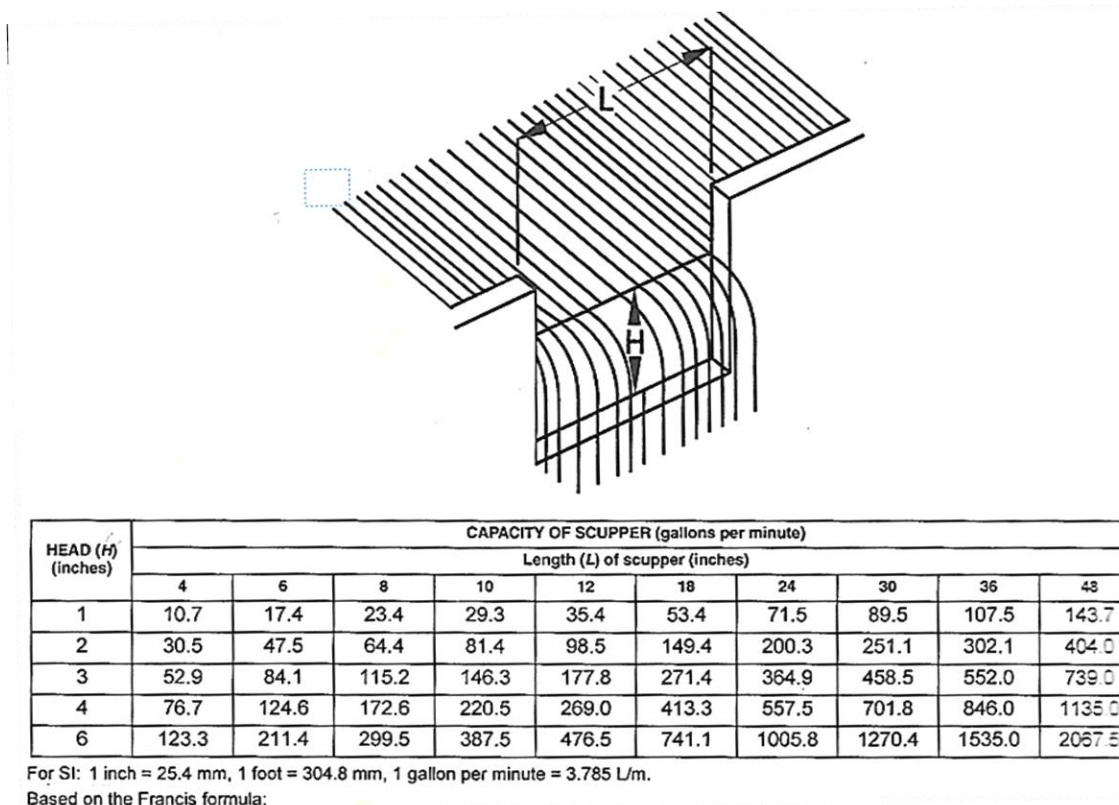 L
H
CAPACITY OF SCUPPER (gallons per minute)
HEAD (H) (inches)
Length (L) of scupper (inches)
4 6 8 10 12 18 24 30 36 48
1 10.7 17.4 23.4 29.3 35.4 53.4 71.5 89.5 107.5 143.7
2 30.5 47.5 64.4 81.4 98.5 149.4 200.3 251.1 302.1 404.0
3 52.9 84.1 115.2 146.3 177.8 271.4 364.9 458.5 552.0 739.0
4 76.7 124.6 172.6 220.5 269.0 413.3 557.5 701.8 846.0 1135.0
6 123.3 211.4 299.5 387.5 476.5 741.1 1005.8 1270.4 1535.0 2067.5
For SI: 1 inch = 25.4 mm, 1 foot = 304.8 mm, 1 gallon per minute = 3.785 L/m.
Based on the Francis formula: